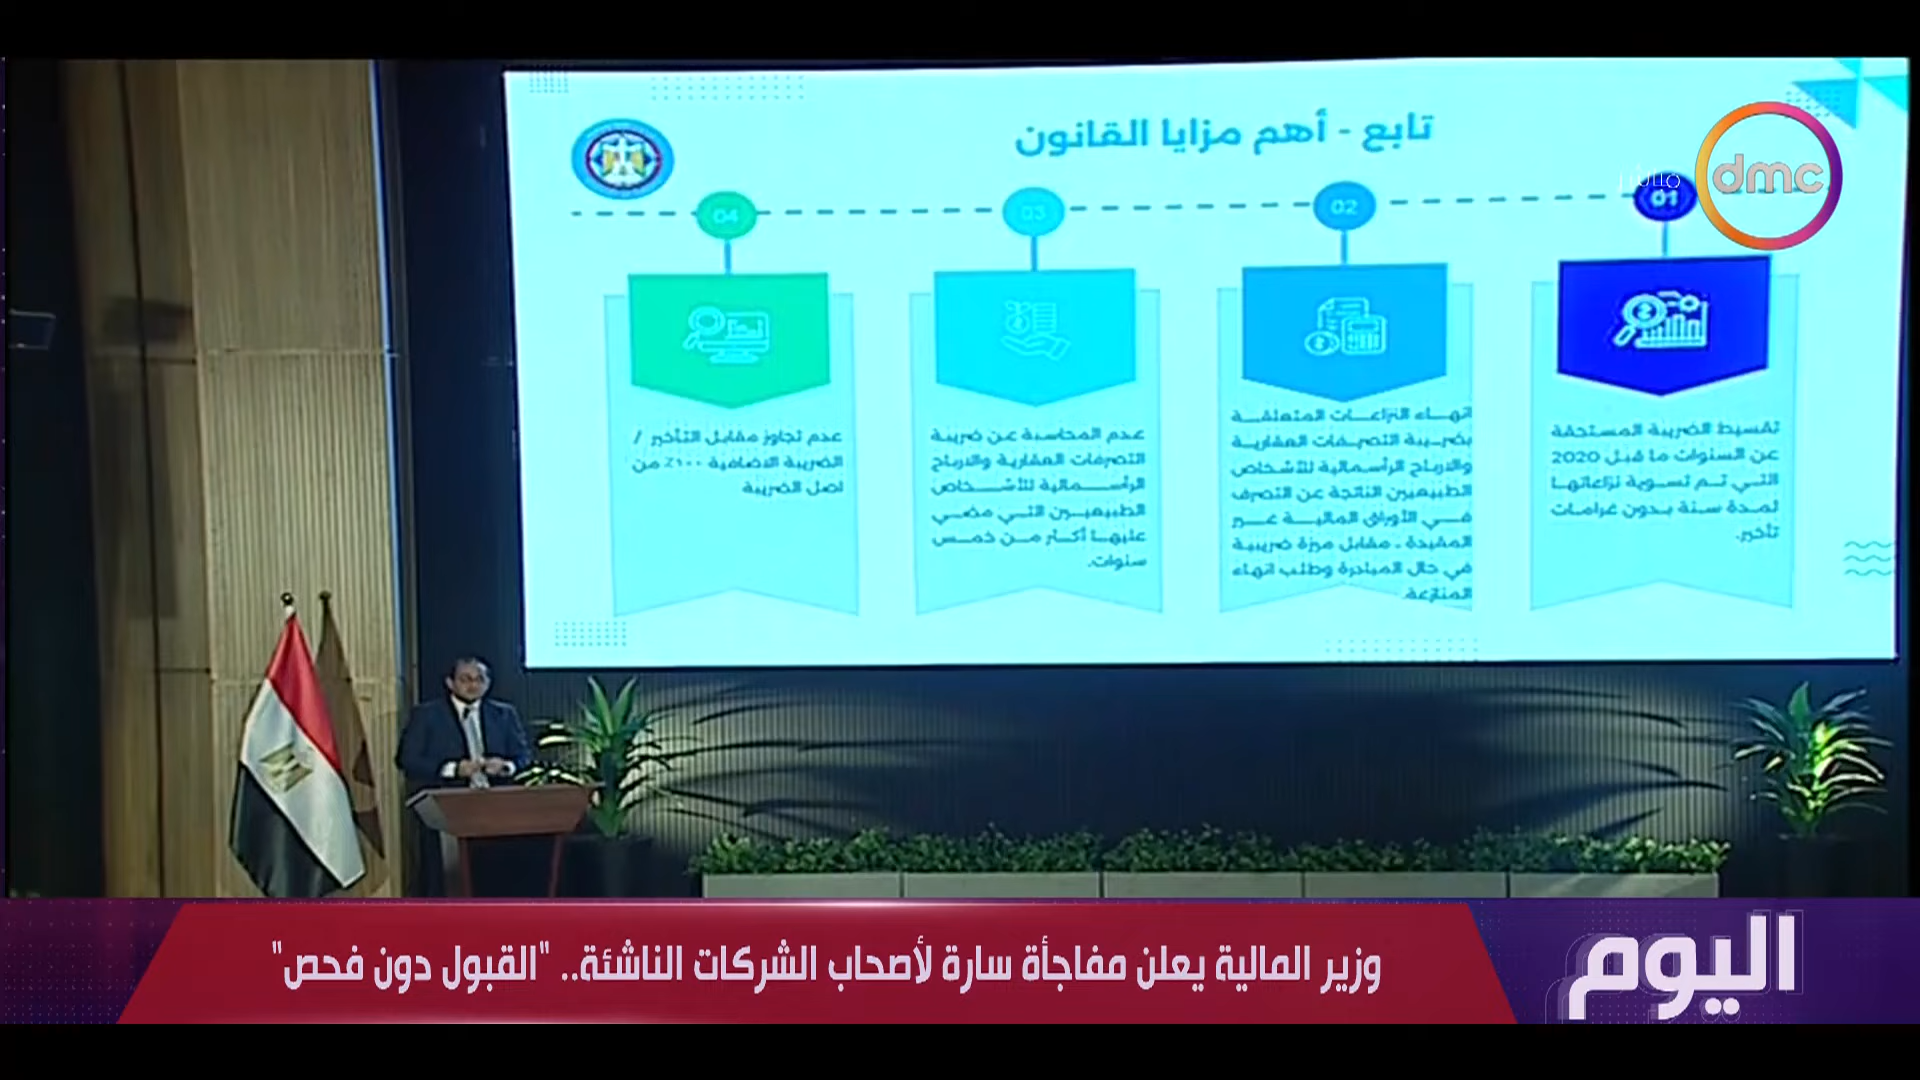 تابع - أهم مزايا القانون
dmc
01
02
03
04
تقسيط الضريبة المستحقة
عن السنوات ما قبل 2020
التي تم تسوية نزاعاتها
لمدة سنة بدون غرامات
تأخير.
انهاء النزاعات المتعلقة
بضريبة التصرفات العقارية
والارباح الرأسمالية للأشخاص
الطبيعيين الناتجة عن التصرف
في الأوراق المالية غير
المقيدة - مقابل ميزة ضريبية
في حال المبادرة وطلب انهاء
المنازعة.
عدم المحاسبة عن ضريبة
التصرفات العقارية والارباح
الرأسمالية للأشخاص
الطبيعيين التي مضي
عليها أكثر من خمس
سنوات.
عدم تجاوز مقابل التأخير /
الضريبة الاضافية ١٠٠٪ من
اصل الضريبة
وزير المالية يعلن مفاجأة سارة لأصحاب الشركات الناشئة.. "القبول دون فحص"
اليوم